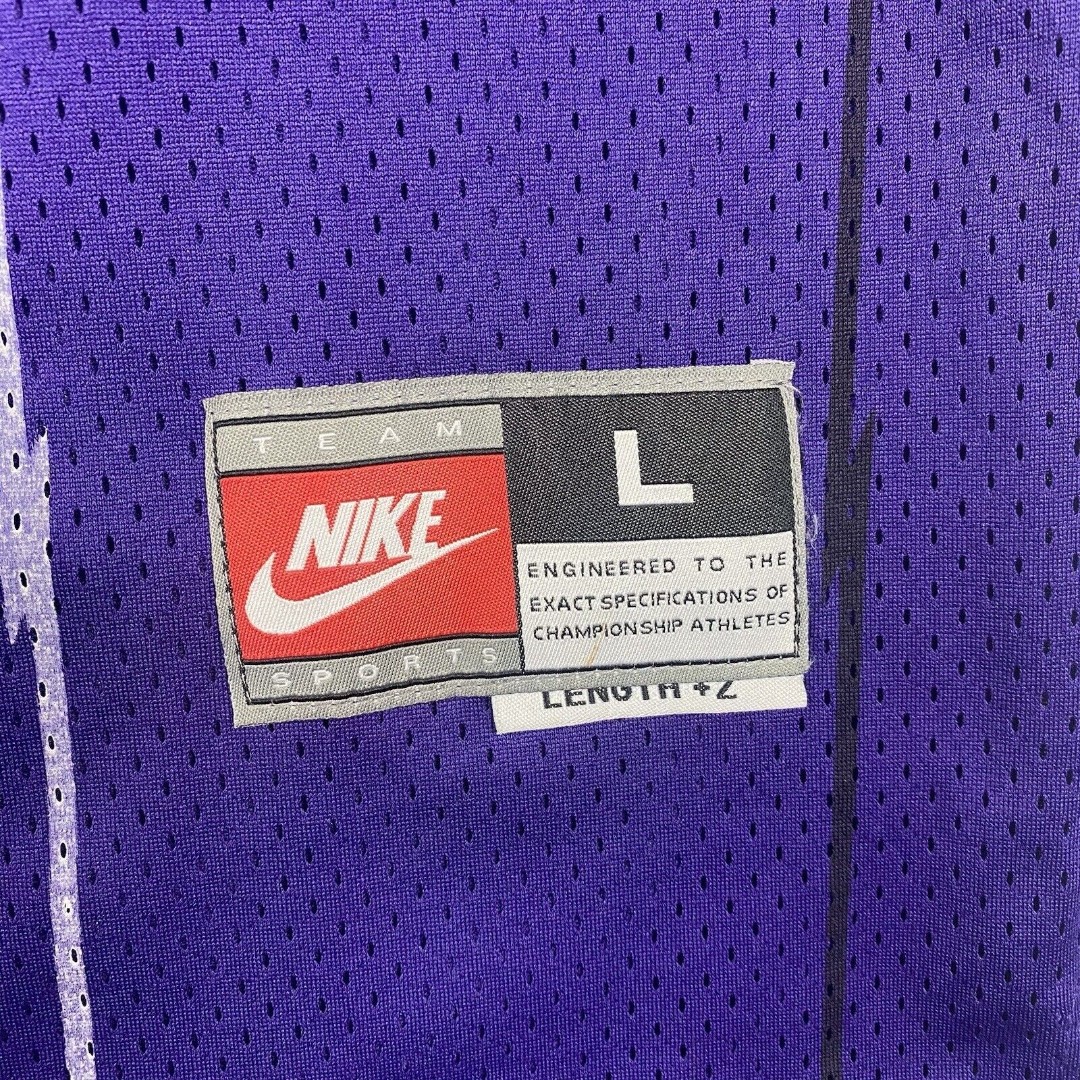 TEAM
NIKE
SPORTS
L
ENGINEERED TO THE
EXACT SPECIFICATIONS OF
CHAMPIONSHIP ATHLETES
LENGTH +2